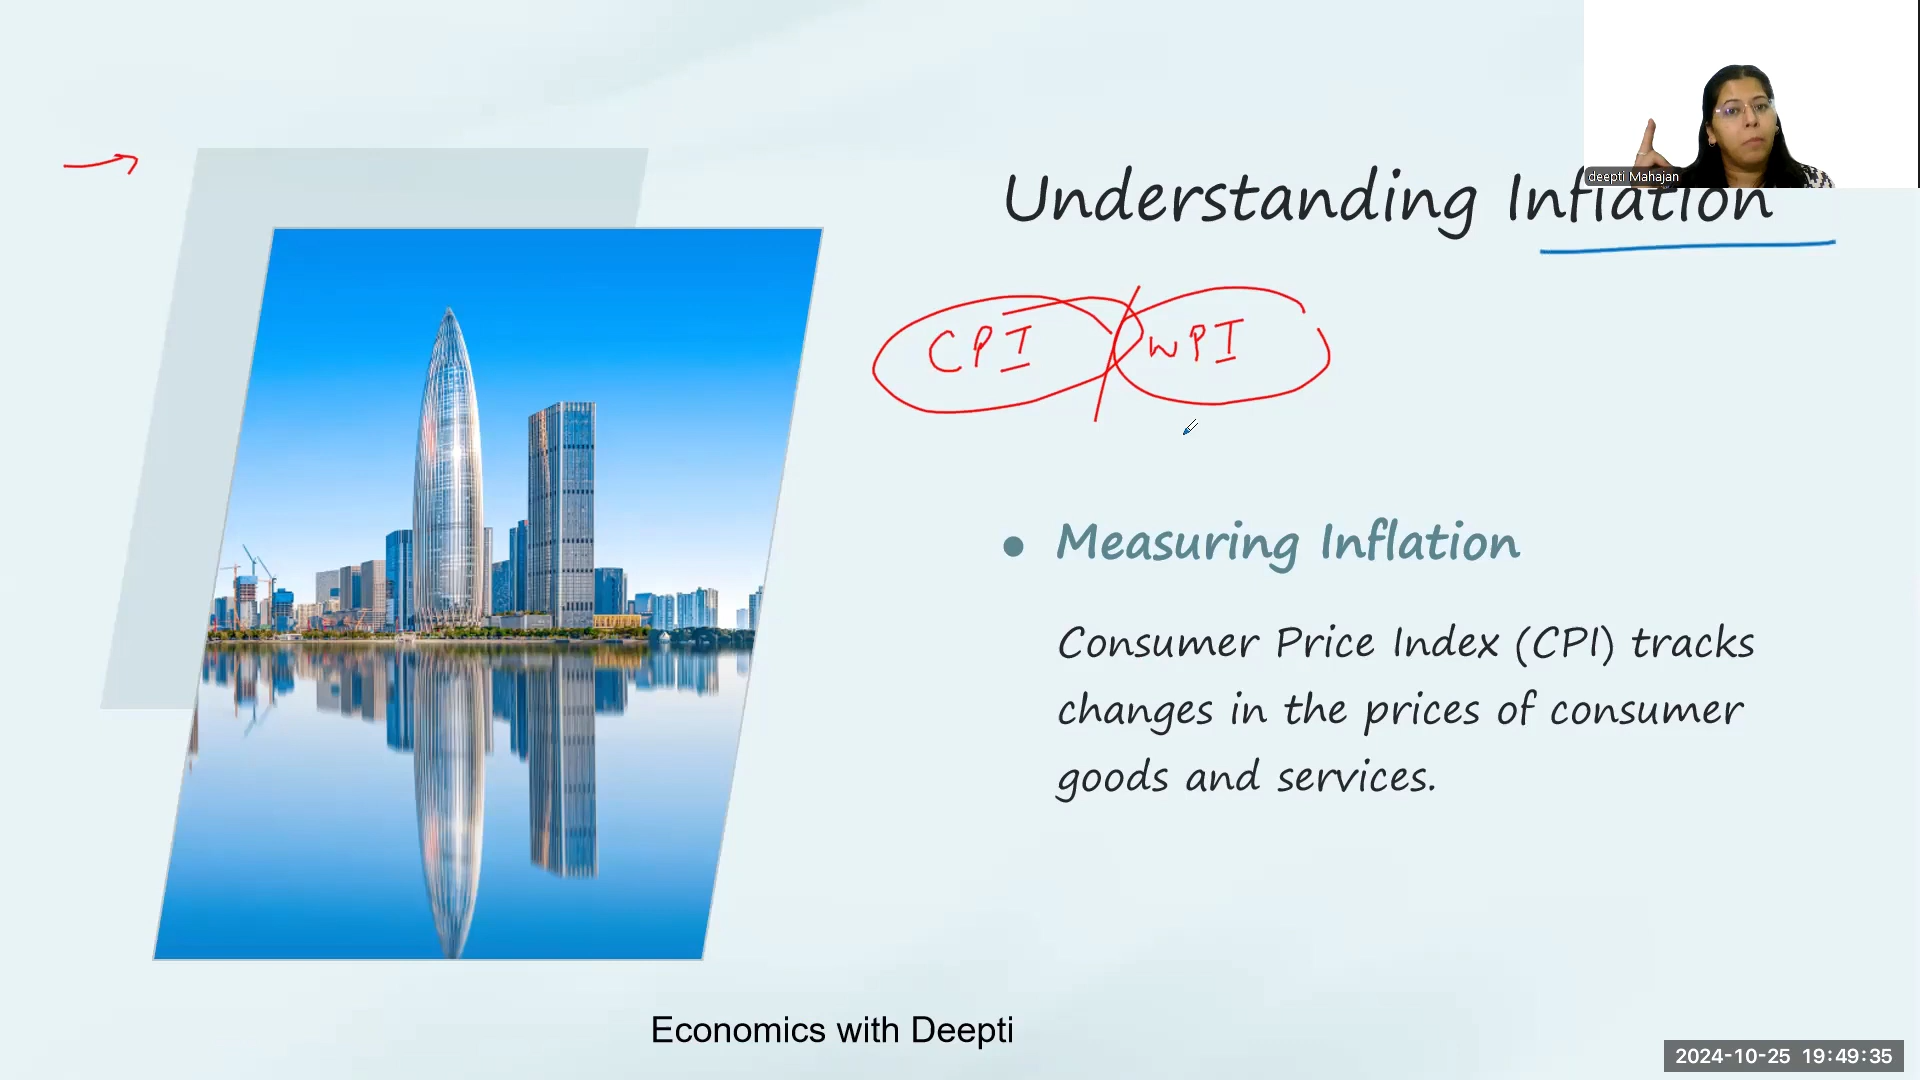 deepti Mahajan
Understanding Inflation
CPI / WPI
Measuring Inflation
Consumer Price Index (CPI) tracks
changes in the prices of consumer
goods and services.
Economics with Deepti
2024-10-25 19:49:35